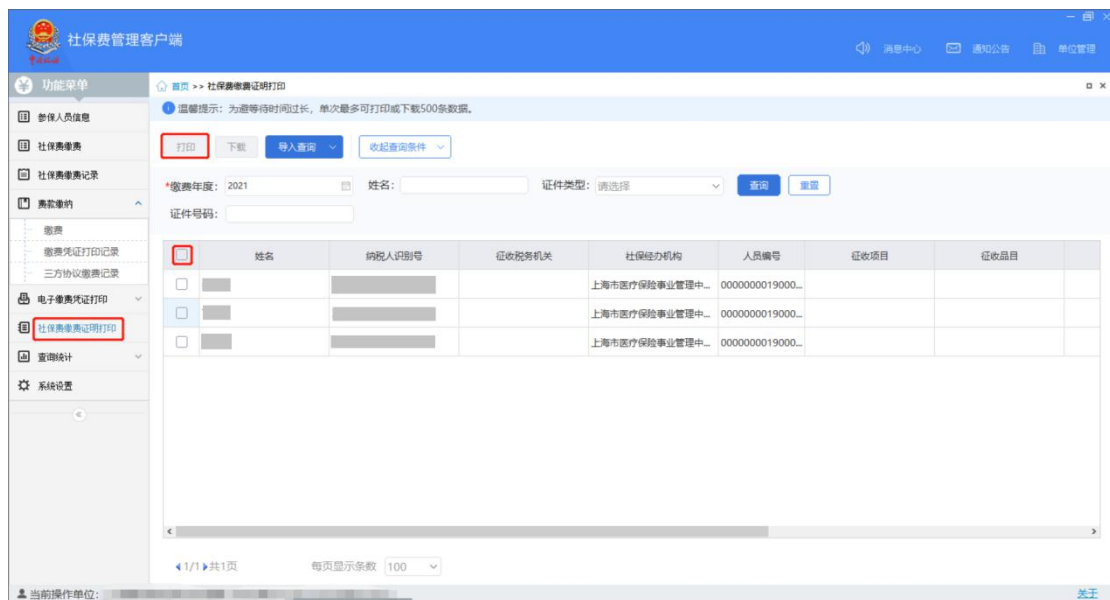 社保费管理客户端
消息中心 通知公告 单位管理
功能菜单
首页 >> 社保费缴费证明打印
温馨提示：为避等待时间过长，单次最多可打印或下载500条数据。
参保人员信息
社保费缴费
社保费缴费记录
费款缴纳
缴费
缴费凭证打印记录
三方协议缴费记录
电子缴费凭证打印
社保费缴费证明打印
查询统计
系统设置
打印 下载 导入查询 收起查询条件
*缴费年度： 2021 姓名： 证件类型： 请选择 查询 重置
证件号码：
姓名 纳税人识别号 征收税务机关 社保经办机构 人员编号 征收项目 征收品目
上海市医疗保险事业管理中... 0000000019000...
上海市医疗保险事业管理中... 0000000019000...
上海市医疗保险事业管理中... 0000000019000...
1/1 共1页 每页显示条数 100
当前操作单位： 关于